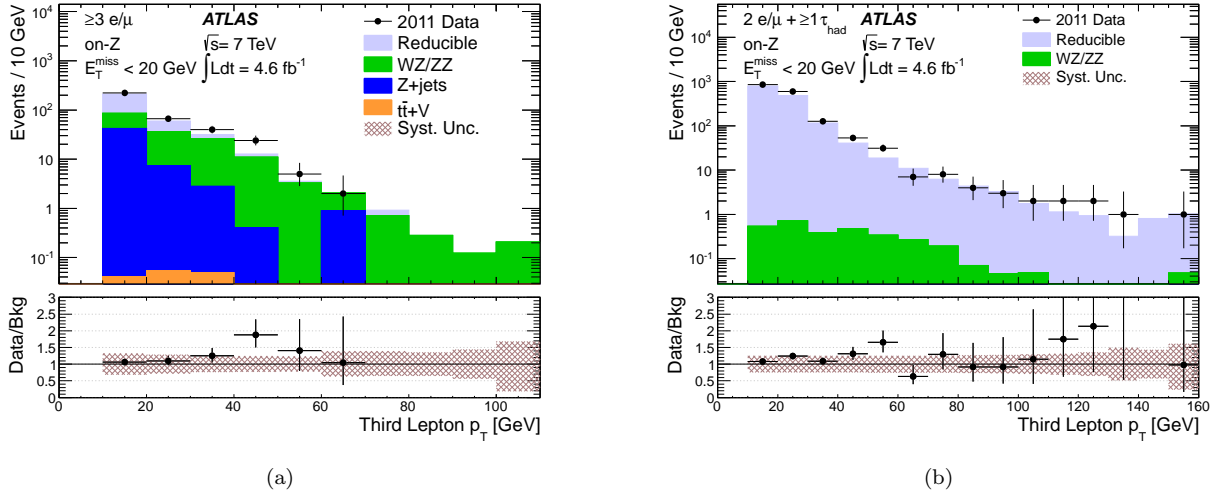 ≥3 e/μ ATLAS
on-Z √s= 7 TeV
E_T^miss < 20 GeV ∫Ldt = 4.6 fb⁻¹
2011 Data
Reducible
WZ/ZZ
Z+jets
tt̄+V
Syst. Unc.
Events / 10 GeV
10⁴
10³
10²
10
1
10⁻¹
Data/Bkg
3
2.5
2
1.5
1
0.5
0
0 20 40 60 80 100
Third Lepton p_T [GeV]
(a)
2 e/μ + ≥1 τ_had ATLAS
on-Z √s= 7 TeV
E_T^miss < 20 GeV ∫Ldt = 4.6 fb⁻¹
2011 Data
Reducible
WZ/ZZ
Syst. Unc.
Events / 10 GeV
10⁴
10³
10²
10
1
10⁻¹
Data/Bkg
3
2.5
2
1.5
1
0.5
0
0 20 40 60 80 100 120 140 160
Third Lepton p_T [GeV]
(b)